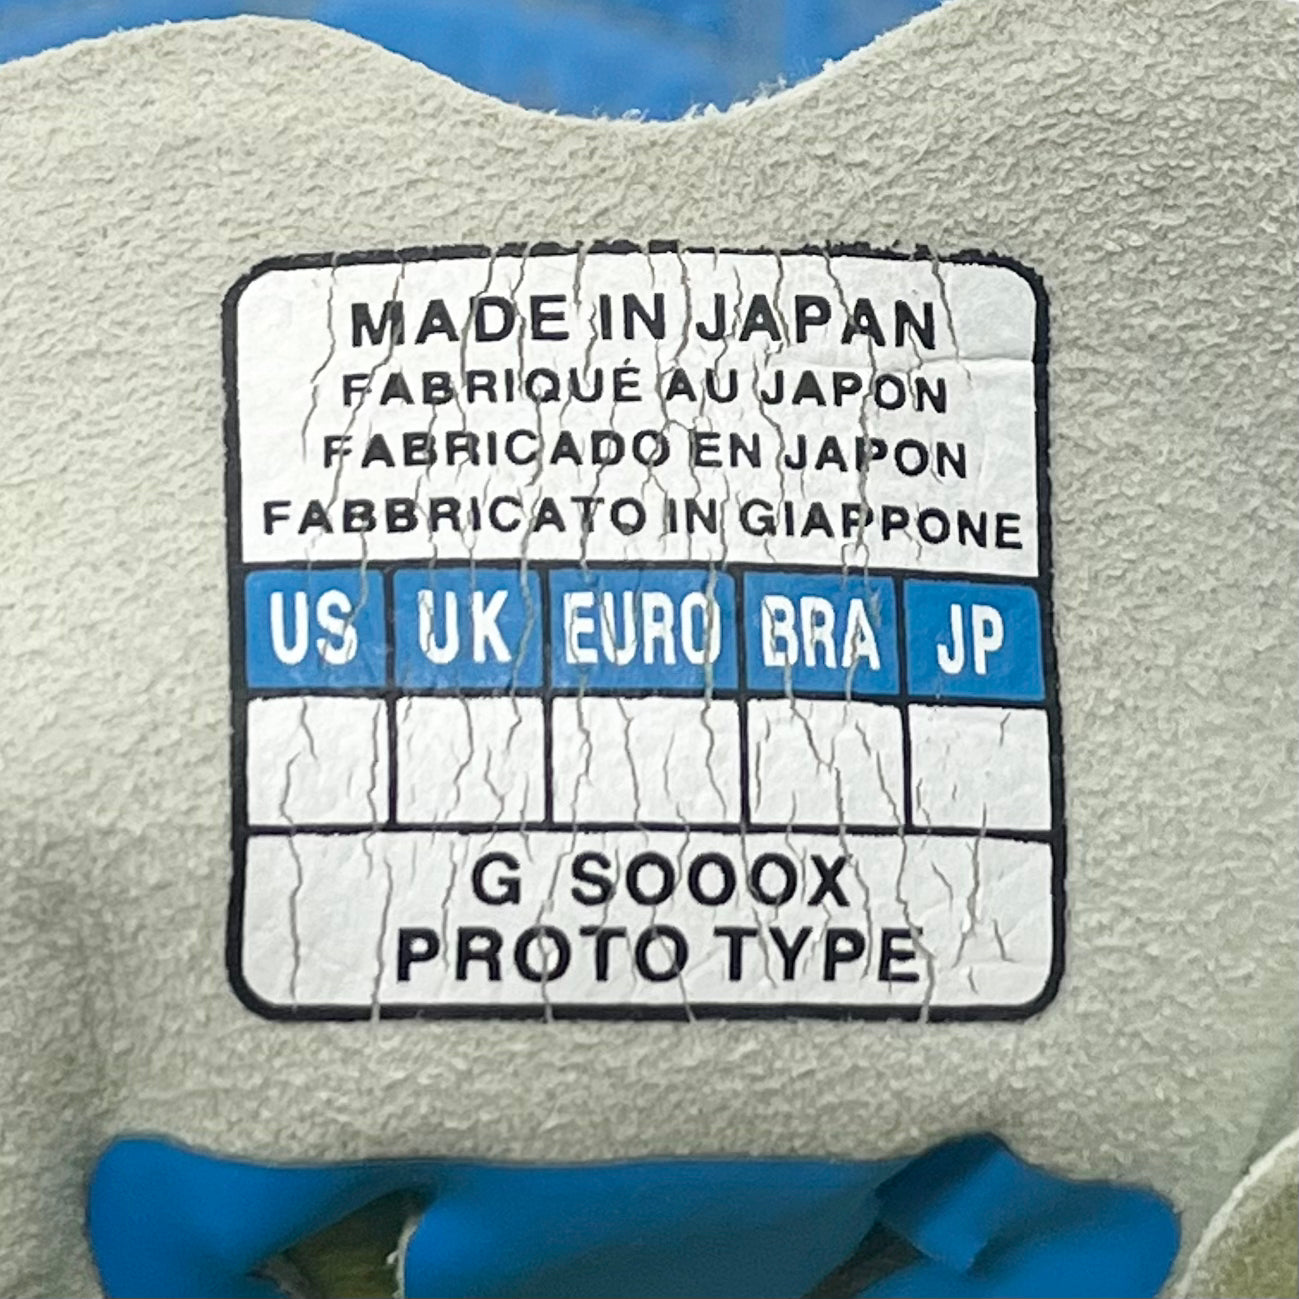 MADE IN JAPAN
FABRIQUÉ AU JAPON
FABRICADO EN JAPON
FABBRICATO IN GIAPPONE
US UK EURO BRA JP
G SOOOX
PROTO TYPE